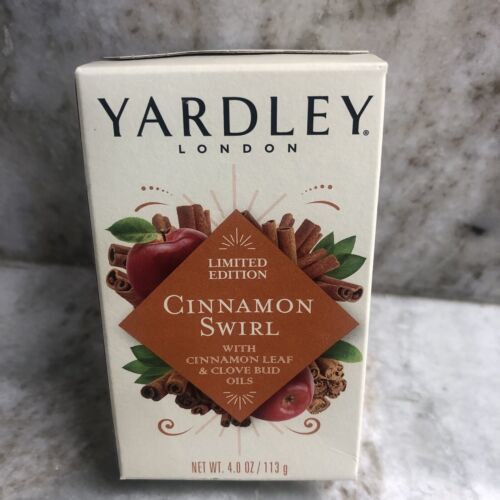 YARDLEY®
LONDON
LIMITED
EDITION
CINNAMON
SWIRL
WITH
CINNAMON LEAF
& CLOVE BUD
OILS
NET WT. 4.0 OZ / 113 g